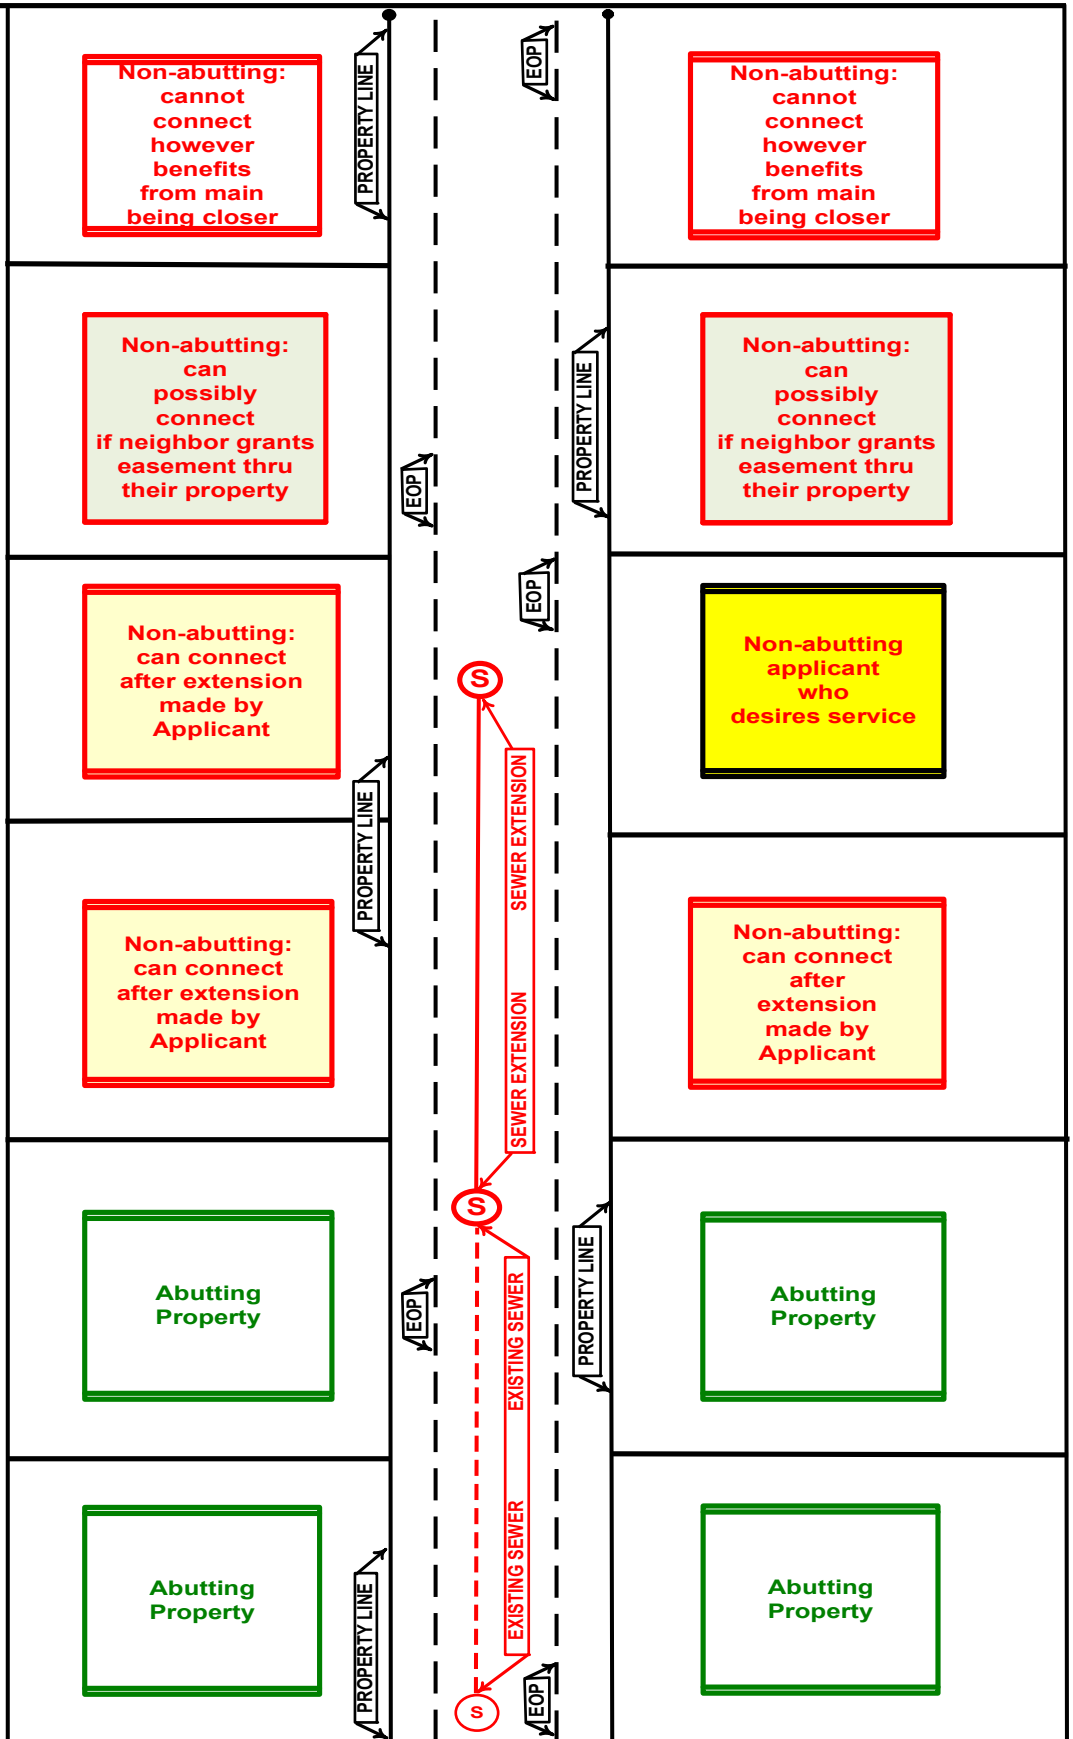 Non-abutting:
cannot
connect
however
benefits
from main
being closer
PROPERTY LINE
EOP
Non-abutting:
cannot
connect
however
benefits
from main
being closer
Non-abutting:
can
possibly
connect
if neighbor grants
easement thru
their property
EOP
PROPERTY LINE
Non-abutting:
can
possibly
connect
if neighbor grants
easement thru
their property
Non-abutting:
can connect
after extension
made by
Applicant
EOP
S
Non-abutting
applicant
who
desires service
PROPERTY LINE
SEWER EXTENSION
SEWER EXTENSION
Non-abutting:
can connect
after extension
made by
Applicant
Non-abutting:
can connect
after
extension
made by
Applicant
S
Abutting
Property
EOP
EXISTING SEWER
PROPERTY LINE
Abutting
Property
Abutting
Property
PROPERTY LINE
EXISTING SEWER
S
EOP
Abutting
Property